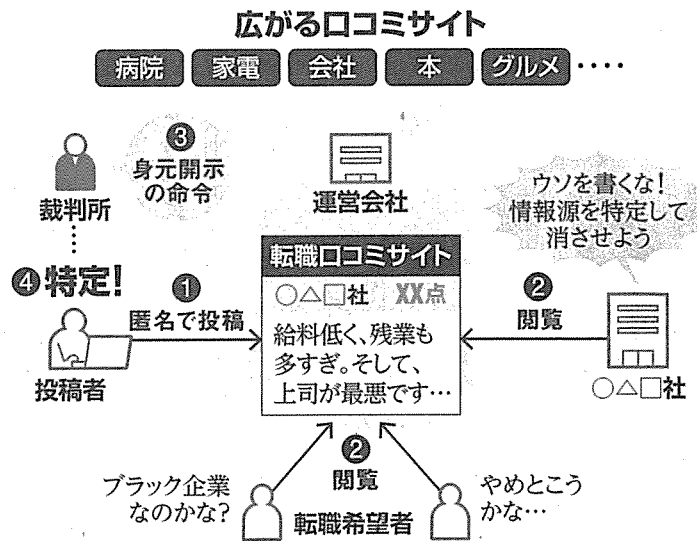 広がる口コミサイト
病院 家電 会社 本 グルメ ‥‥
③
身元開示
の命令
裁判所
運営会社
ウソを書くな！
情報源を特定して
消させよう
④特定！
①
匿名で投稿
投稿者
転職口コミサイト
○△□社 XX点
給料低く、残業も
多すぎ。そして、
上司が最悪です…
②
閲覧
○△□社
②
閲覧
ブラック企業
なのかな？
転職希望者
やめとこう
かな…